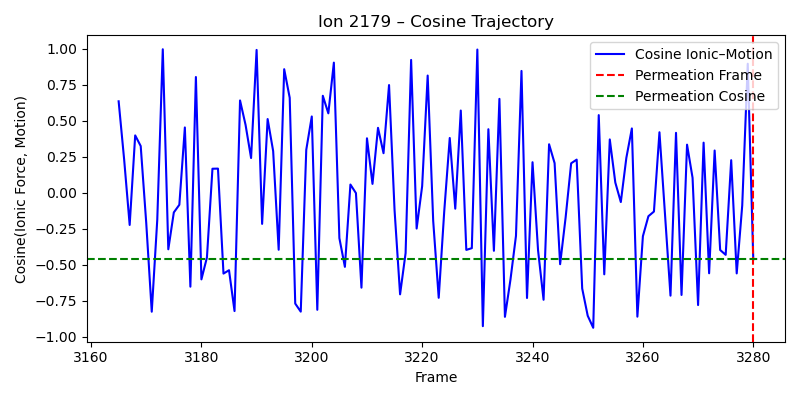 Ion 2179 – Cosine Trajectory
Cosine(Ionic Force, Motion)
1.00
0.75
0.50
0.25
0.00
−0.25
−0.50
−0.75
−1.00
Cosine Ionic–Motion
Permeation Frame
Permeation Cosine
3160 3180 3200 3220 3240 3260 3280
Frame